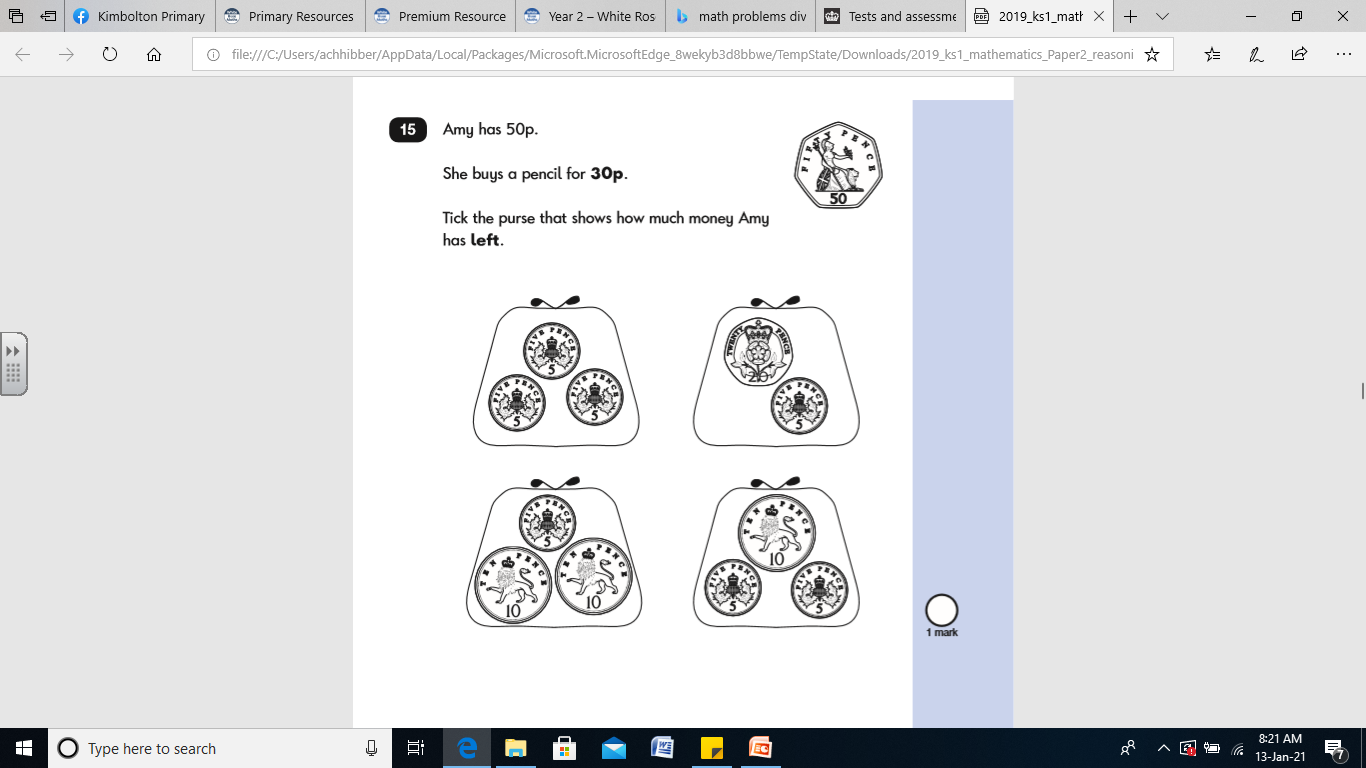 Kimbolton Primary
Primary Resources
Premium Resource
Year 2 – White Ros
math problems div
Tests and assessme
2019_ks1_math
file:///C:/Users/achhibber/AppData/Local/Packages/Microsoft.MicrosoftEdge_8wekyb3d8bbwe/TempState/Downloads/2019_ks1_mathematics_Paper2_reasoni
15 Amy has 50p.
She buys a pencil for 30p.
Tick the purse that shows how much money Amy
has left.
FIFTY PENCE
50
FIVE PENCE
5
FIVE PENCE
5
FIVE PENCE
5
TWENTY PENCE
20
FIVE PENCE
5
FIVE PENCE
5
TEN PENCE
10
TEN PENCE
10
TEN PENCE
10
FIVE PENCE
5
FIVE PENCE
5
1 mark
Type here to search
8:21 AM
13-Jan-21
7